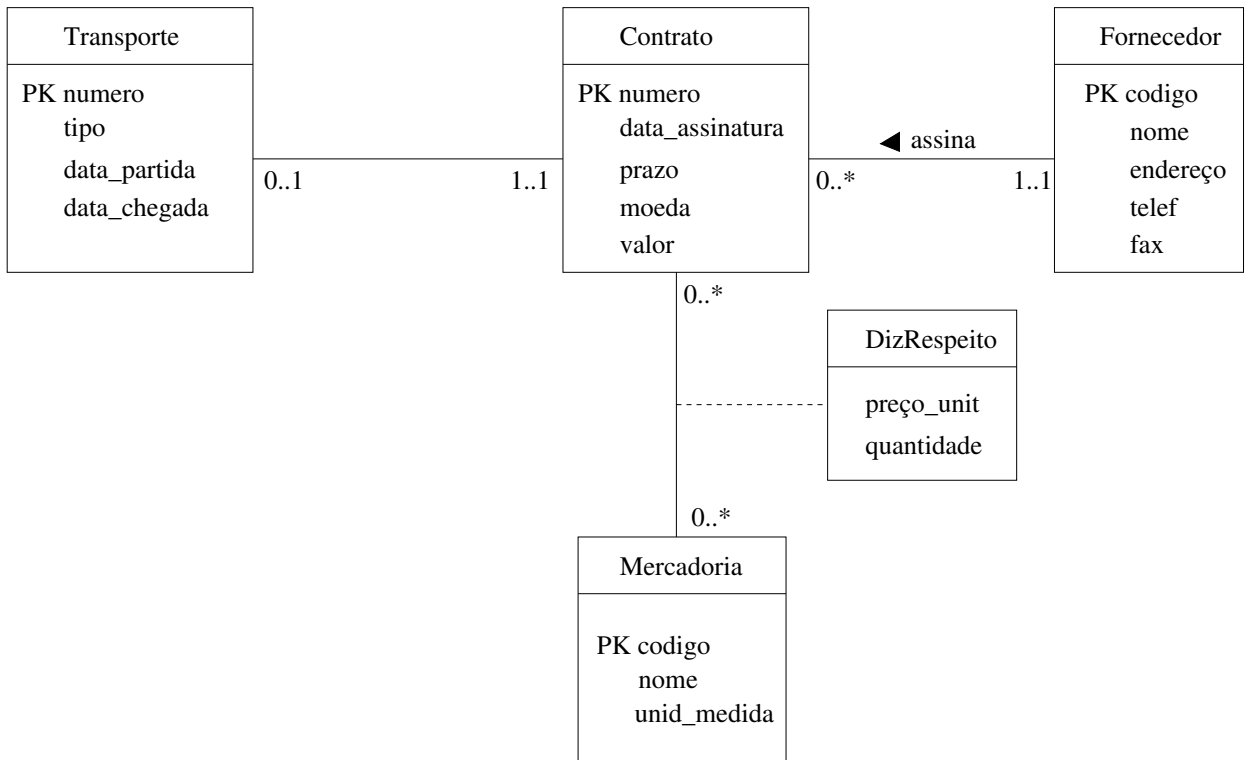 Transporte
PK numero
tipo
data_partida
data_chegada
0..1
1..1
Contrato
PK numero
data_assinatura
prazo
moeda
valor
◀ assina
0..*
1..1
Fornecedor
PK codigo
nome
endereço
telef
fax
0..*
DizRespeito
preço_unit
quantidade
0..*
Mercadoria
PK codigo
nome
unid_medida